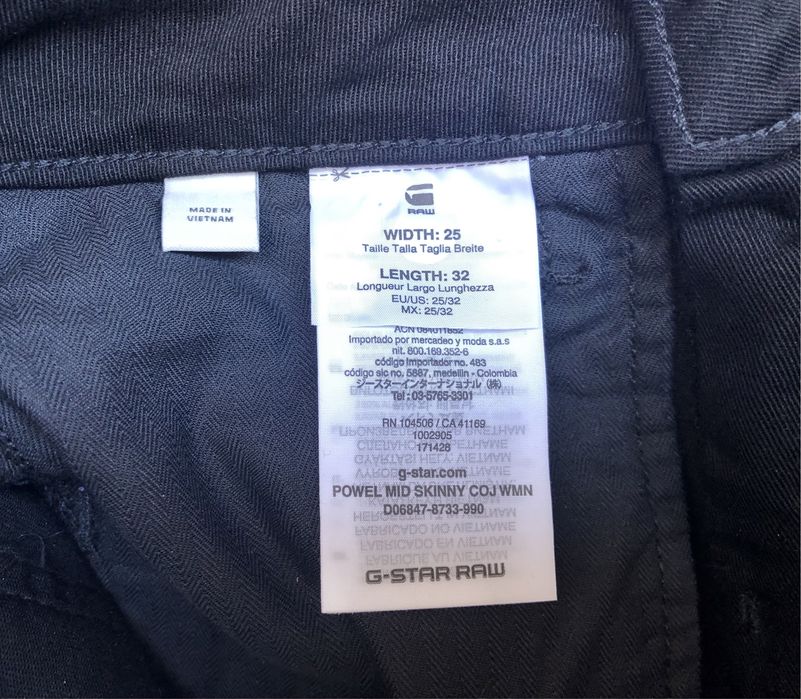 MADE IN
VIETNAM
RAW
WIDTH: 25
Taille Talla Taglia Breite
LENGTH: 32
Longueur Largo Lunghezza
EU/US: 25/32
MX: 25/32
ACN 084011852
Importado por mercadeo y moda s.a.s
nit. 800.169.352-6
código importador no. 483
código sic no. 5887, medellin - Colombia
ジースターインターナショナル (株)
Tel : 03-5765-3301
RN 104506 / CA 41169
1002905
171428
g-star.com
POWEL MID SKINNY COJ WMN
D06847-8733-990
G-STAR RAW